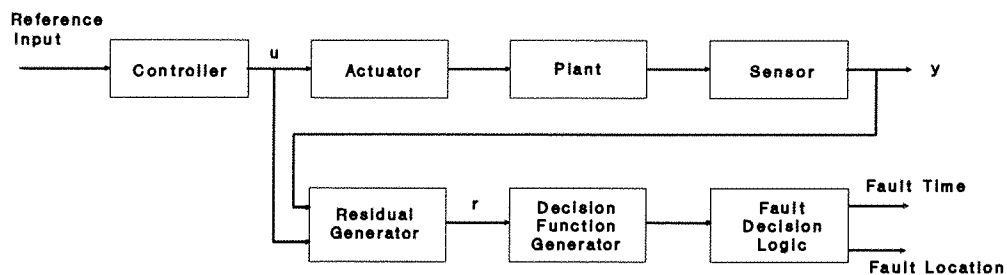 Reference
Input
Controller
u
Actuator
Plant
Sensor
y
Residual
Generator
r
Decision
Function
Generator
Fault
Decision
Logic
Fault Time
Fault Location